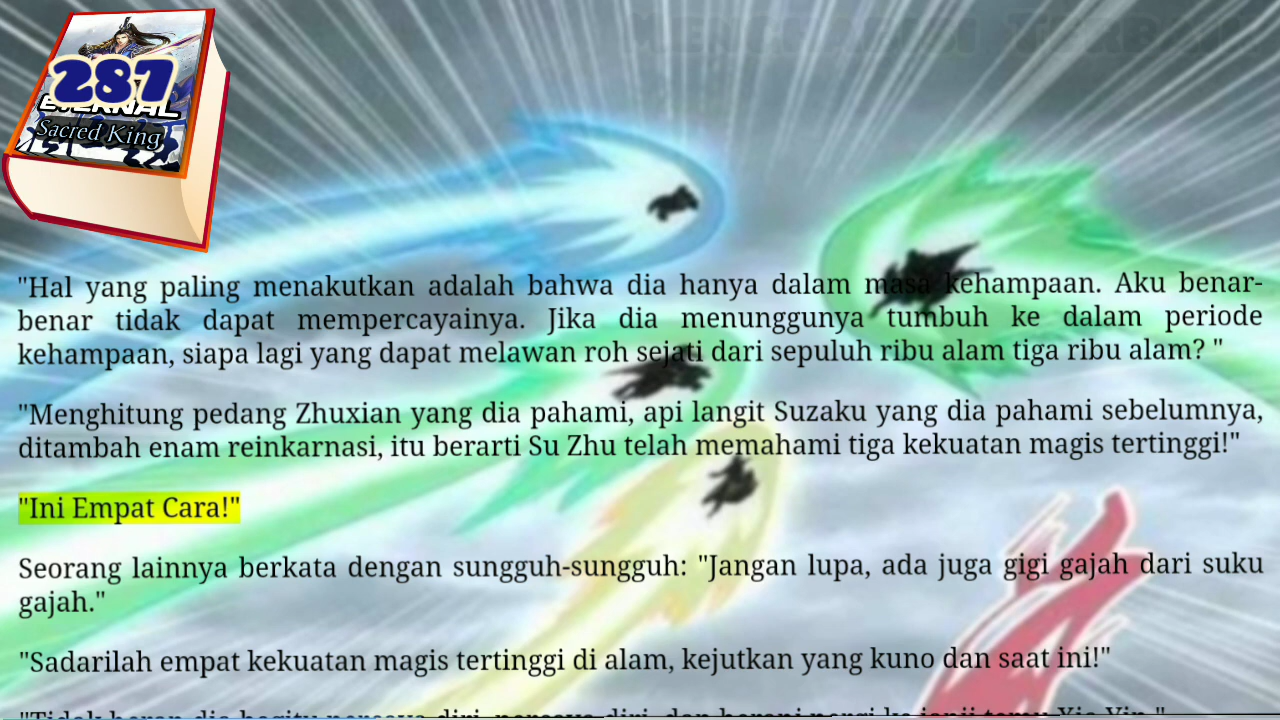 287
ETERNAL
Sacred King
"Hal yang paling menakutkan adalah bahwa dia hanya dalam masa kehampaan. Aku benar-
benar tidak dapat mempercayainya. Jika dia menunggunya tumbuh ke dalam periode
kehampaan, siapa lagi yang dapat melawan roh sejati dari sepuluh ribu alam tiga ribu alam? "
"Menghitung pedang Zhuxian yang dia pahami, api langit Suzaku yang dia pahami sebelumnya,
ditambah enam reinkarnasi, itu berarti Su Zhu telah memahami tiga kekuatan magis tertinggi!"
"Ini Empat Cara!"
Seorang lainnya berkata dengan sungguh-sungguh: "Jangan lupa, ada juga gigi gajah dari suku
gajah."
"Sadarilah empat kekuatan magis tertinggi di alam, kejutkan yang kuno dan saat ini!"